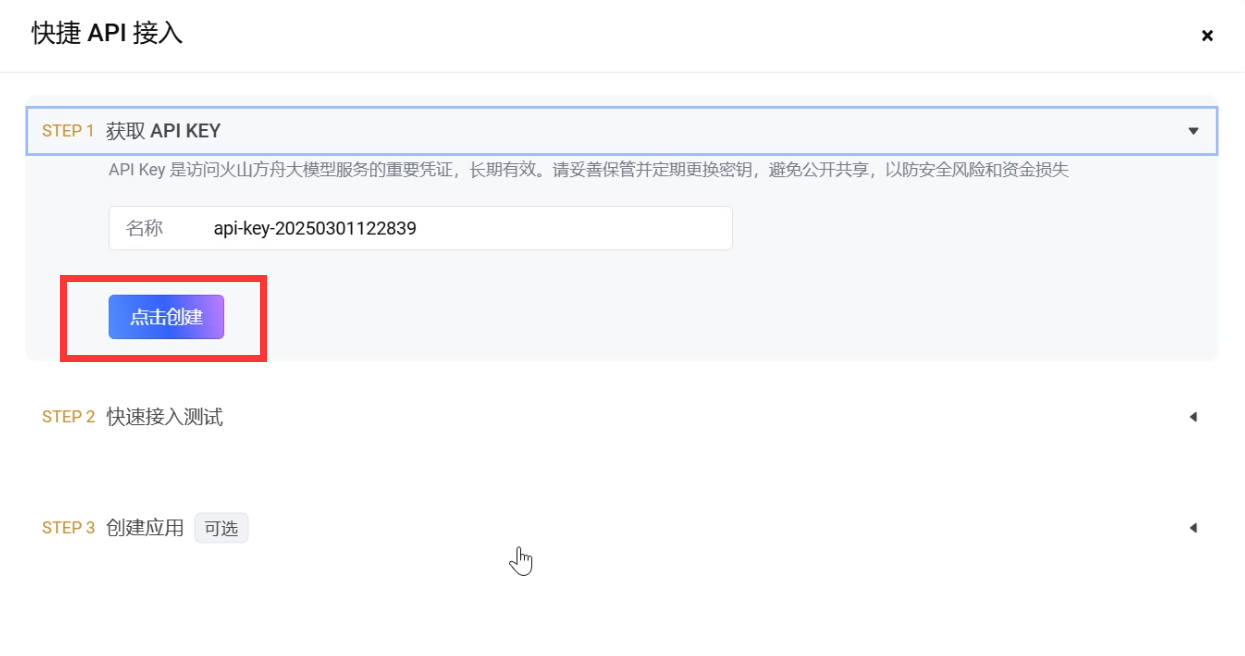 快捷 API 接入
STEP 1 获取 API KEY
API Key 是访问火山方舟大模型服务的重要凭证，长期有效。请妥善保管并定期更换密钥，避免公开共享，以防安全风险和资金损失
名称 api-key-20250301122839
点击创建
STEP 2 快速接入测试
STEP 3 创建应用 可选